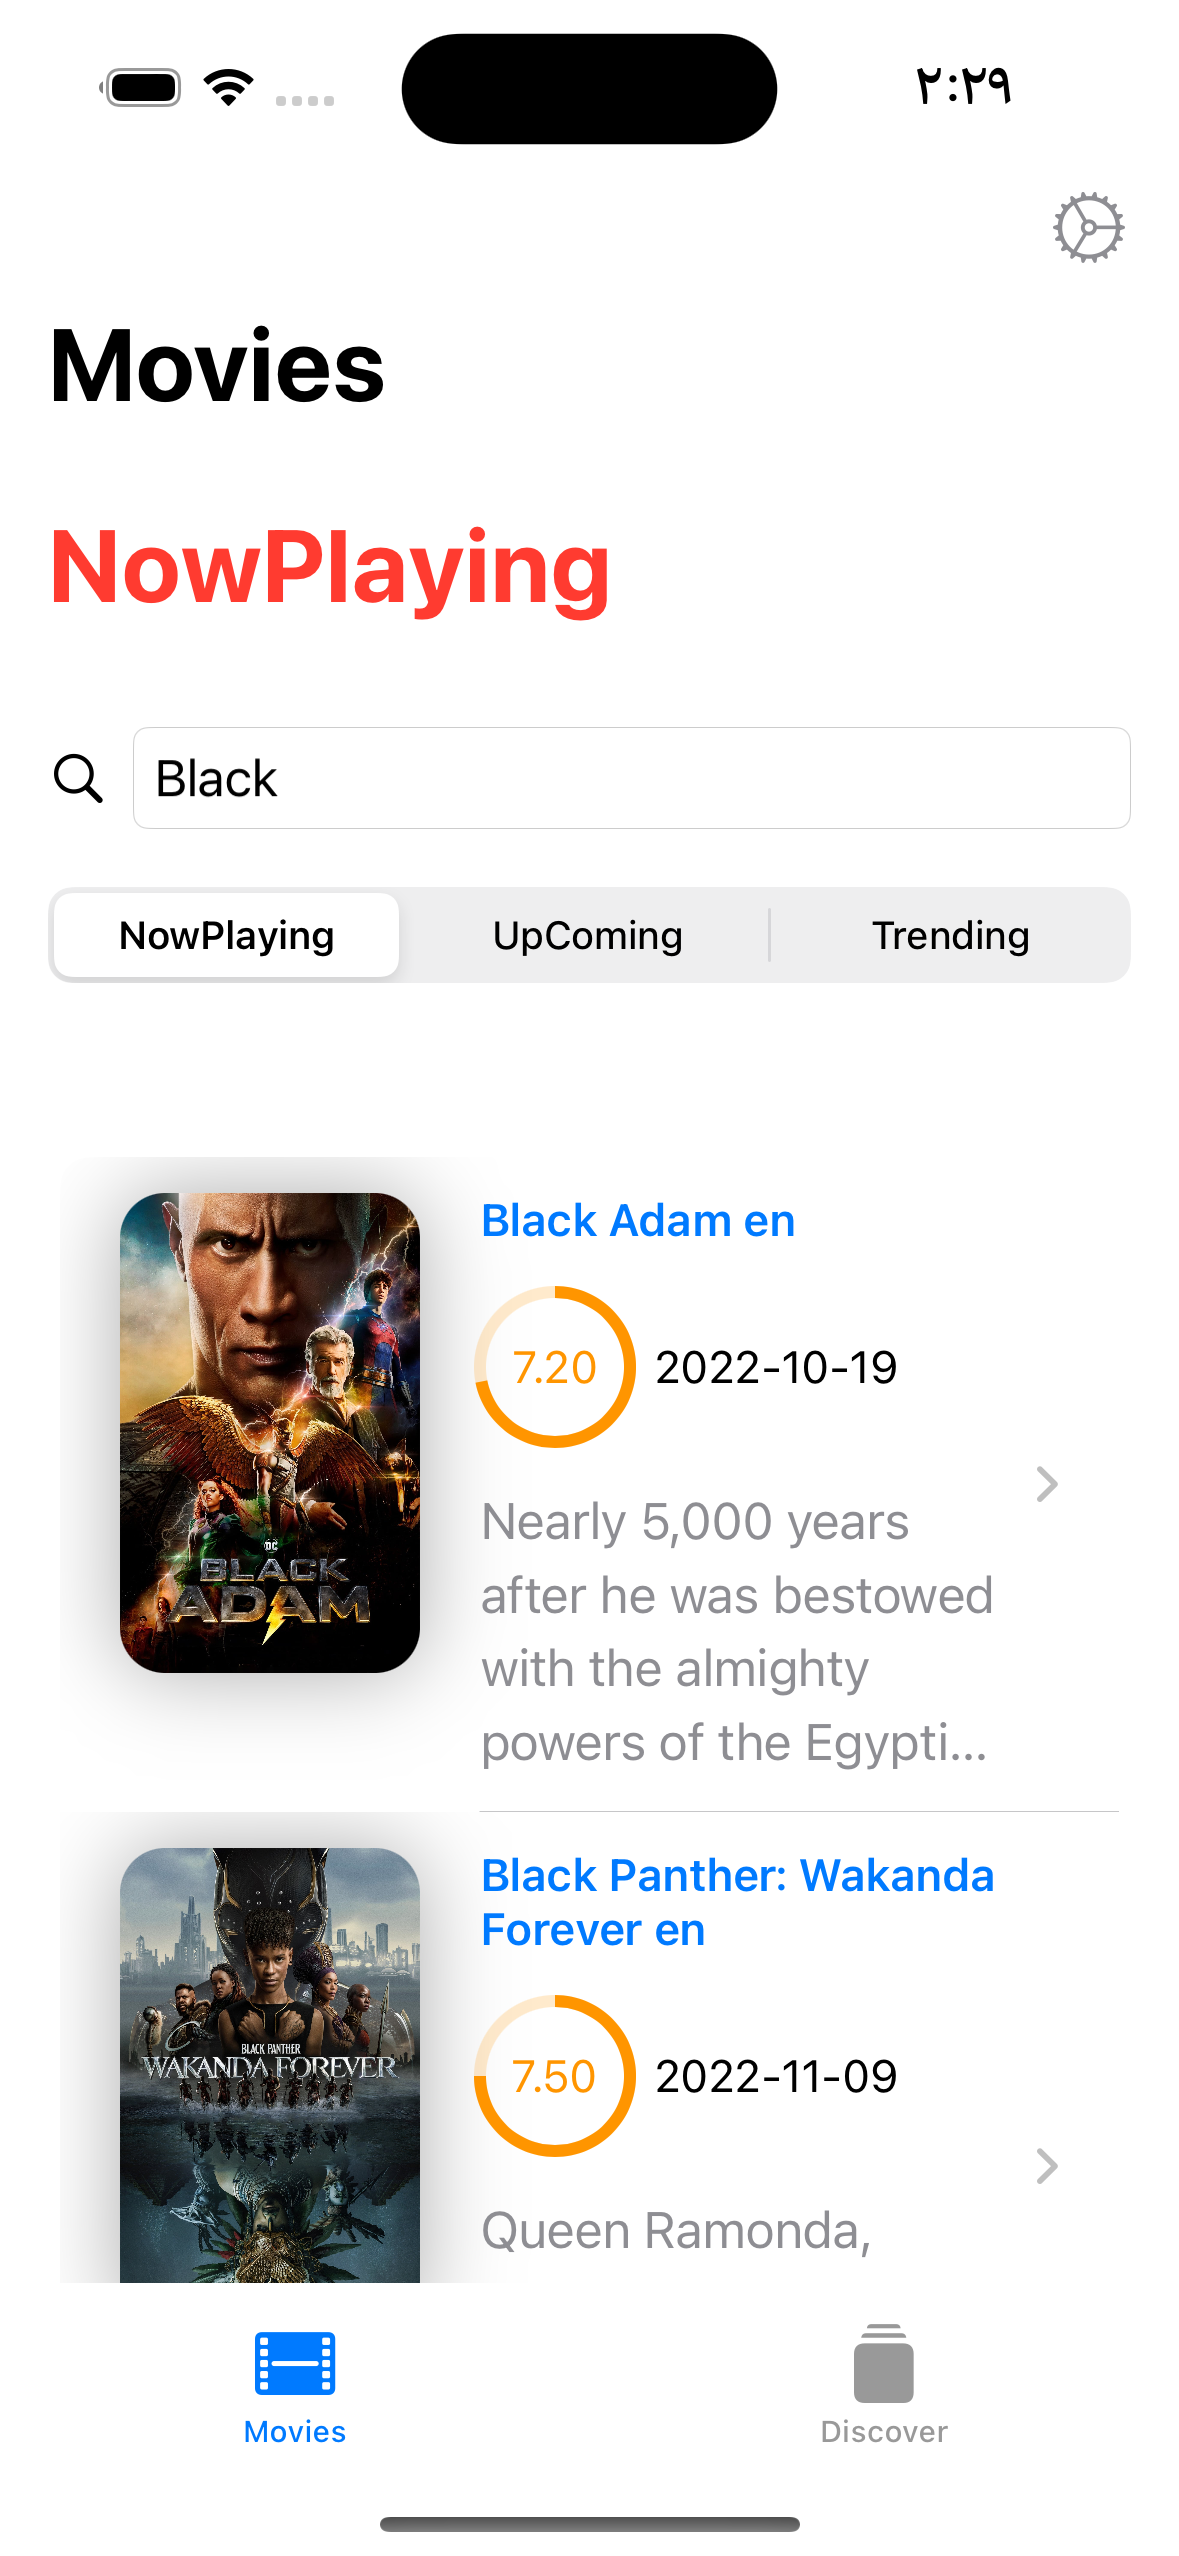 ۲:۲۹
Movies
NowPlaying
Black
NowPlaying UpComing Trending
Black Adam en
7.20 2022-10-19
Nearly 5,000 years
after he was bestowed
with the almighty
powers of the Egypti...
DC
BLACK
ADAM
Black Panther: Wakanda
Forever en
7.50 2022-11-09
Queen Ramonda,
BLACK PANTHER
WAKANDA FOREVER
Movies Discover